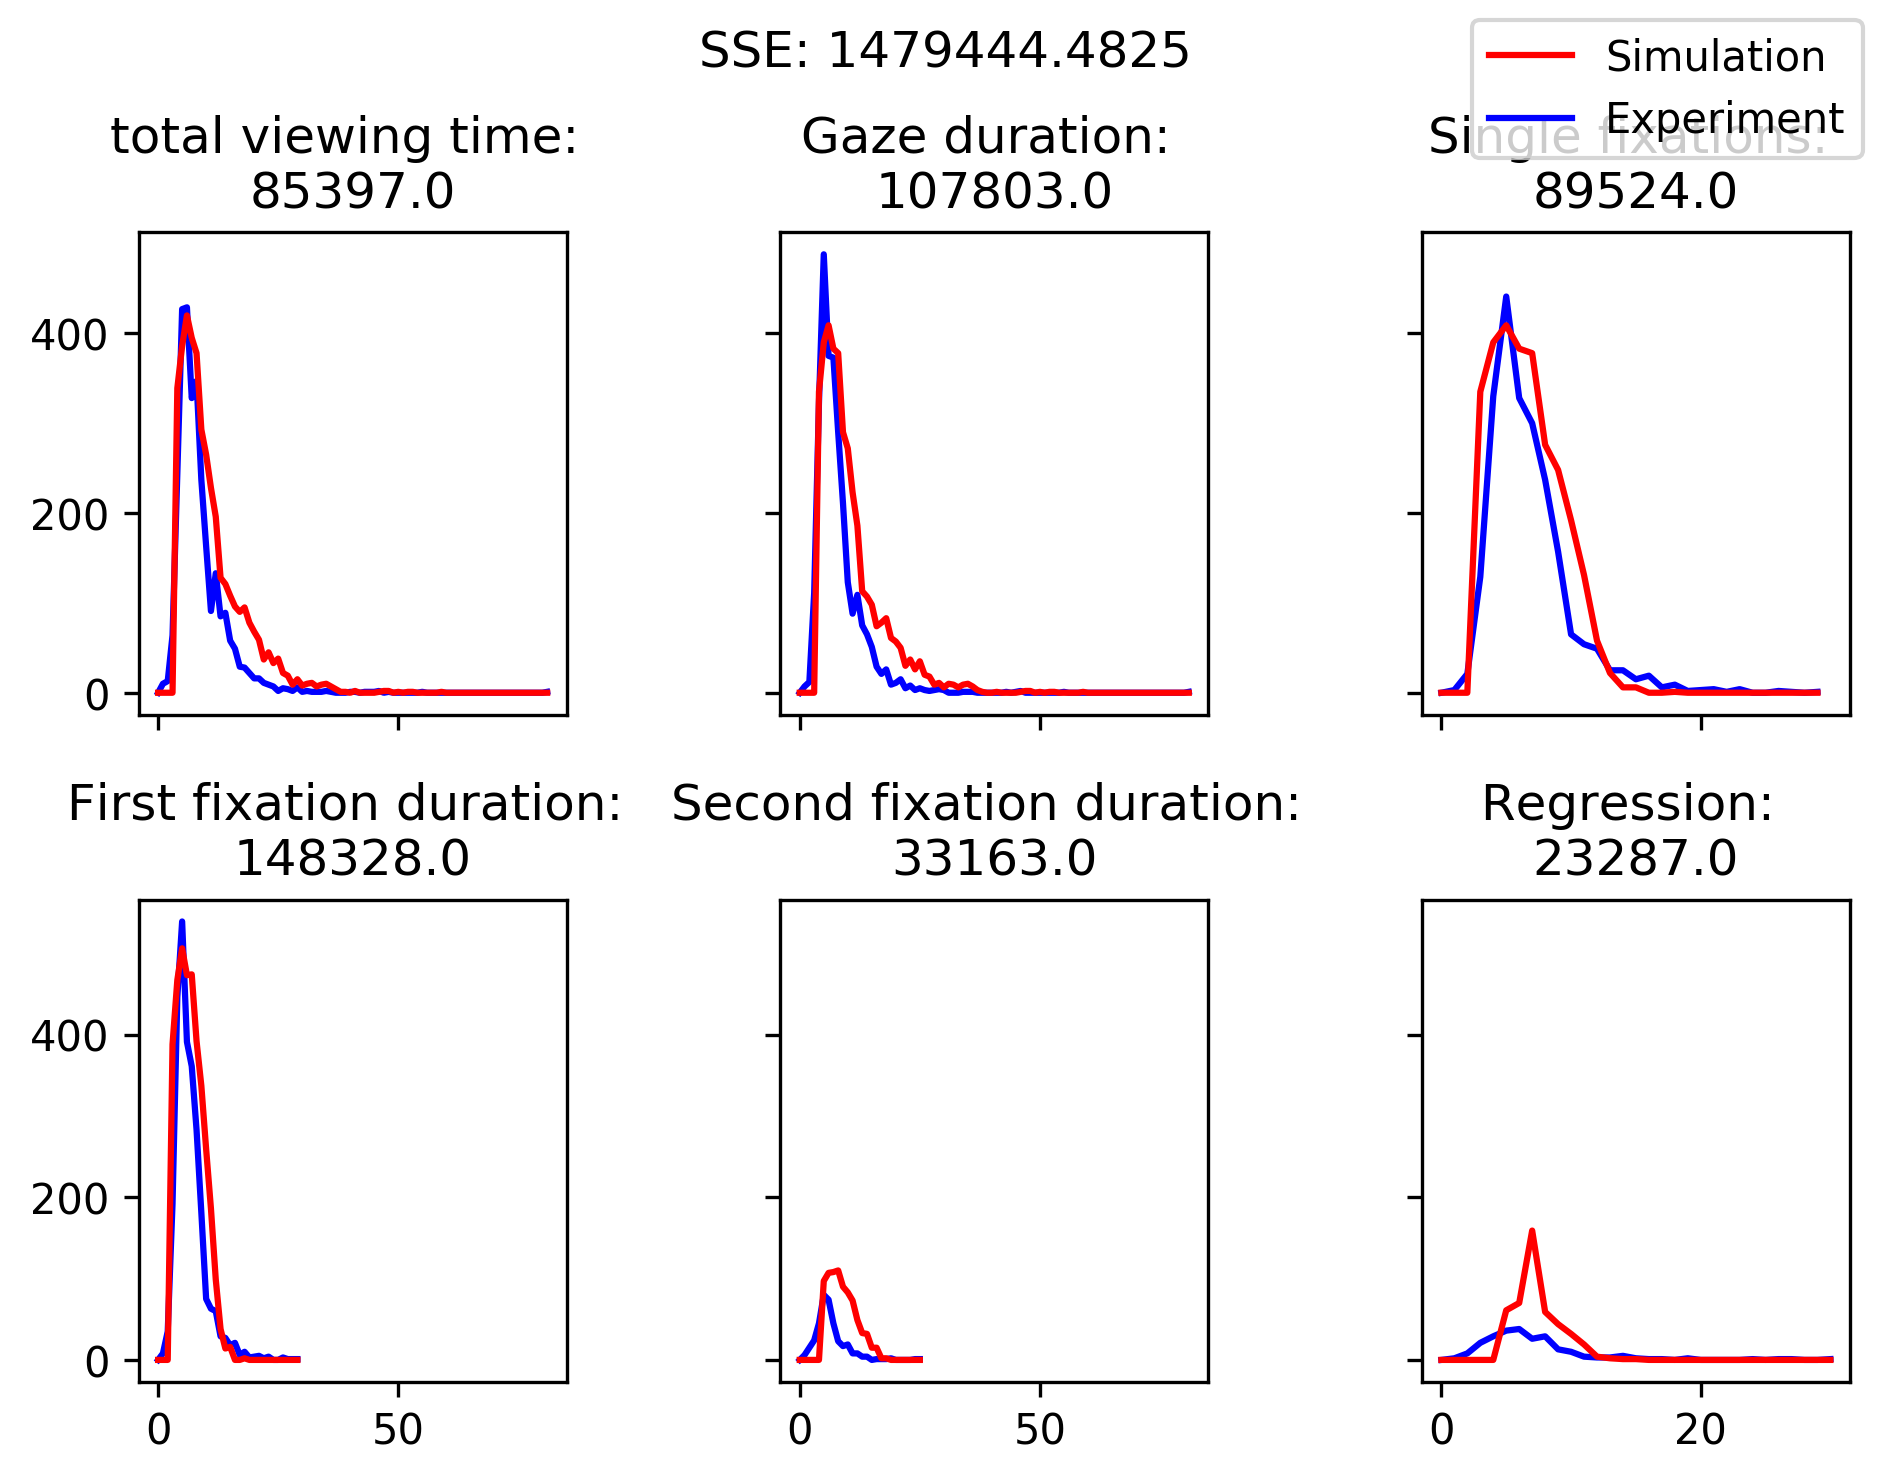 SSE: 1479444.4825
Simulation
Experiment
total viewing time:
85397.0
Gaze duration:
107803.0
Single fixations:
89524.0
400
200
0
First fixation duration:
148328.0
Second fixation duration:
33163.0
Regression:
23287.0
400
200
0
0
50
0
50
0
20